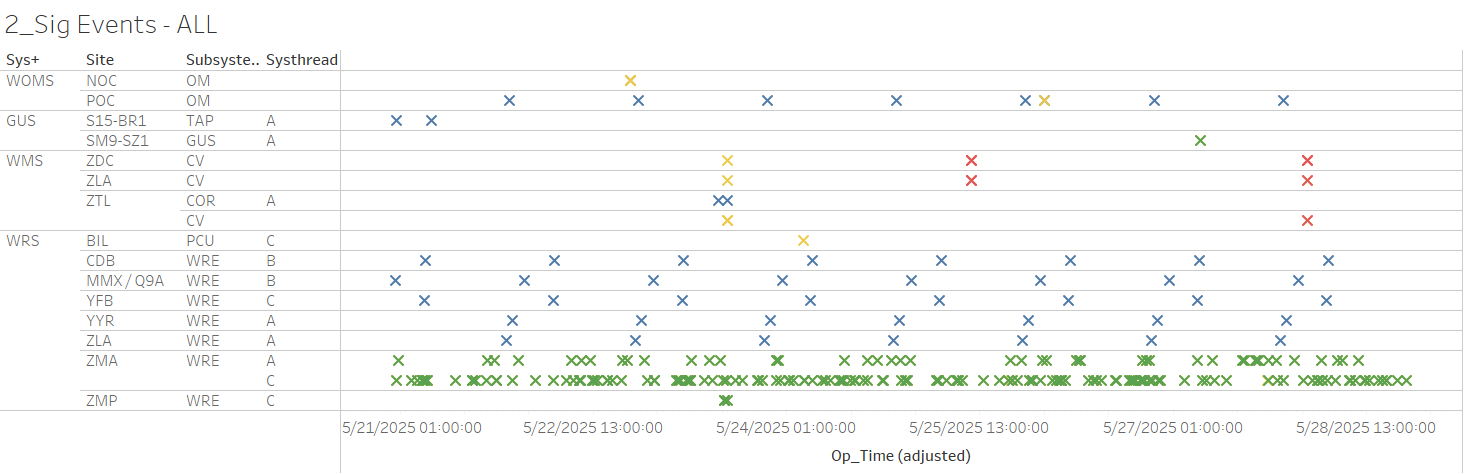 2_Sig Events - ALL
Sys+ Site Subsyste.. Systhread
WOMS NOC OM
POC OM
GUS S15-BR1 TAP A
SM9-SZ1 GUS A
WMS ZDC CV
ZLA CV
ZTL COR A
CV
WRS BIL PCU C
CDB WRE B
MMX / Q9A WRE B
YFB WRE C
YYR WRE A
ZLA WRE A
ZMA WRE A
C
ZMP WRE C
5/21/2025 01:00:00 5/22/2025 13:00:00 5/24/2025 01:00:00 5/25/2025 13:00:00 5/27/2025 01:00:00 5/28/2025 13:00:00
Op_Time (adjusted)